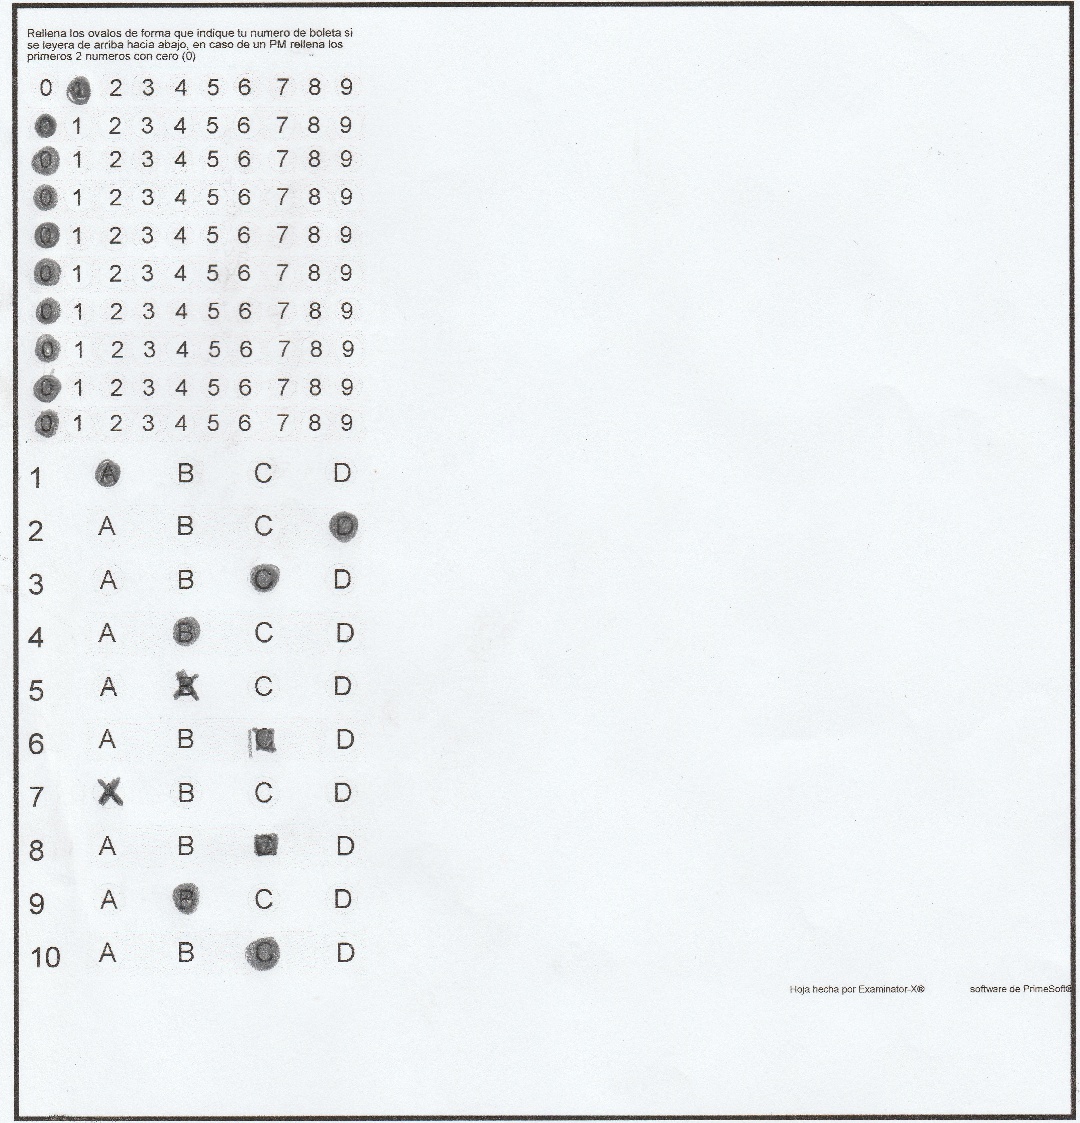 Rellena los ovalos de forma que indique tu numero de boleta si
se leyera de arriba hacia abajo, en caso de un PM rellena los
primeros 2 numeros con cero (0)
0 1 2 3 4 5 6 7 8 9
0 1 2 3 4 5 6 7 8 9
0 1 2 3 4 5 6 7 8 9
0 1 2 3 4 5 6 7 8 9
0 1 2 3 4 5 6 7 8 9
0 1 2 3 4 5 6 7 8 9
0 1 2 3 4 5 6 7 8 9
0 1 2 3 4 5 6 7 8 9
0 1 2 3 4 5 6 7 8 9
0 1 2 3 4 5 6 7 8 9
1 A B C D
2 A B C D
3 A B C D
4 A B C D
5 A B C D
6 A B C D
7 A B C D
8 A B C D
9 A B C D
10 A B C D
Hoja hecha por Examinator-X® software de PrimeSoft®